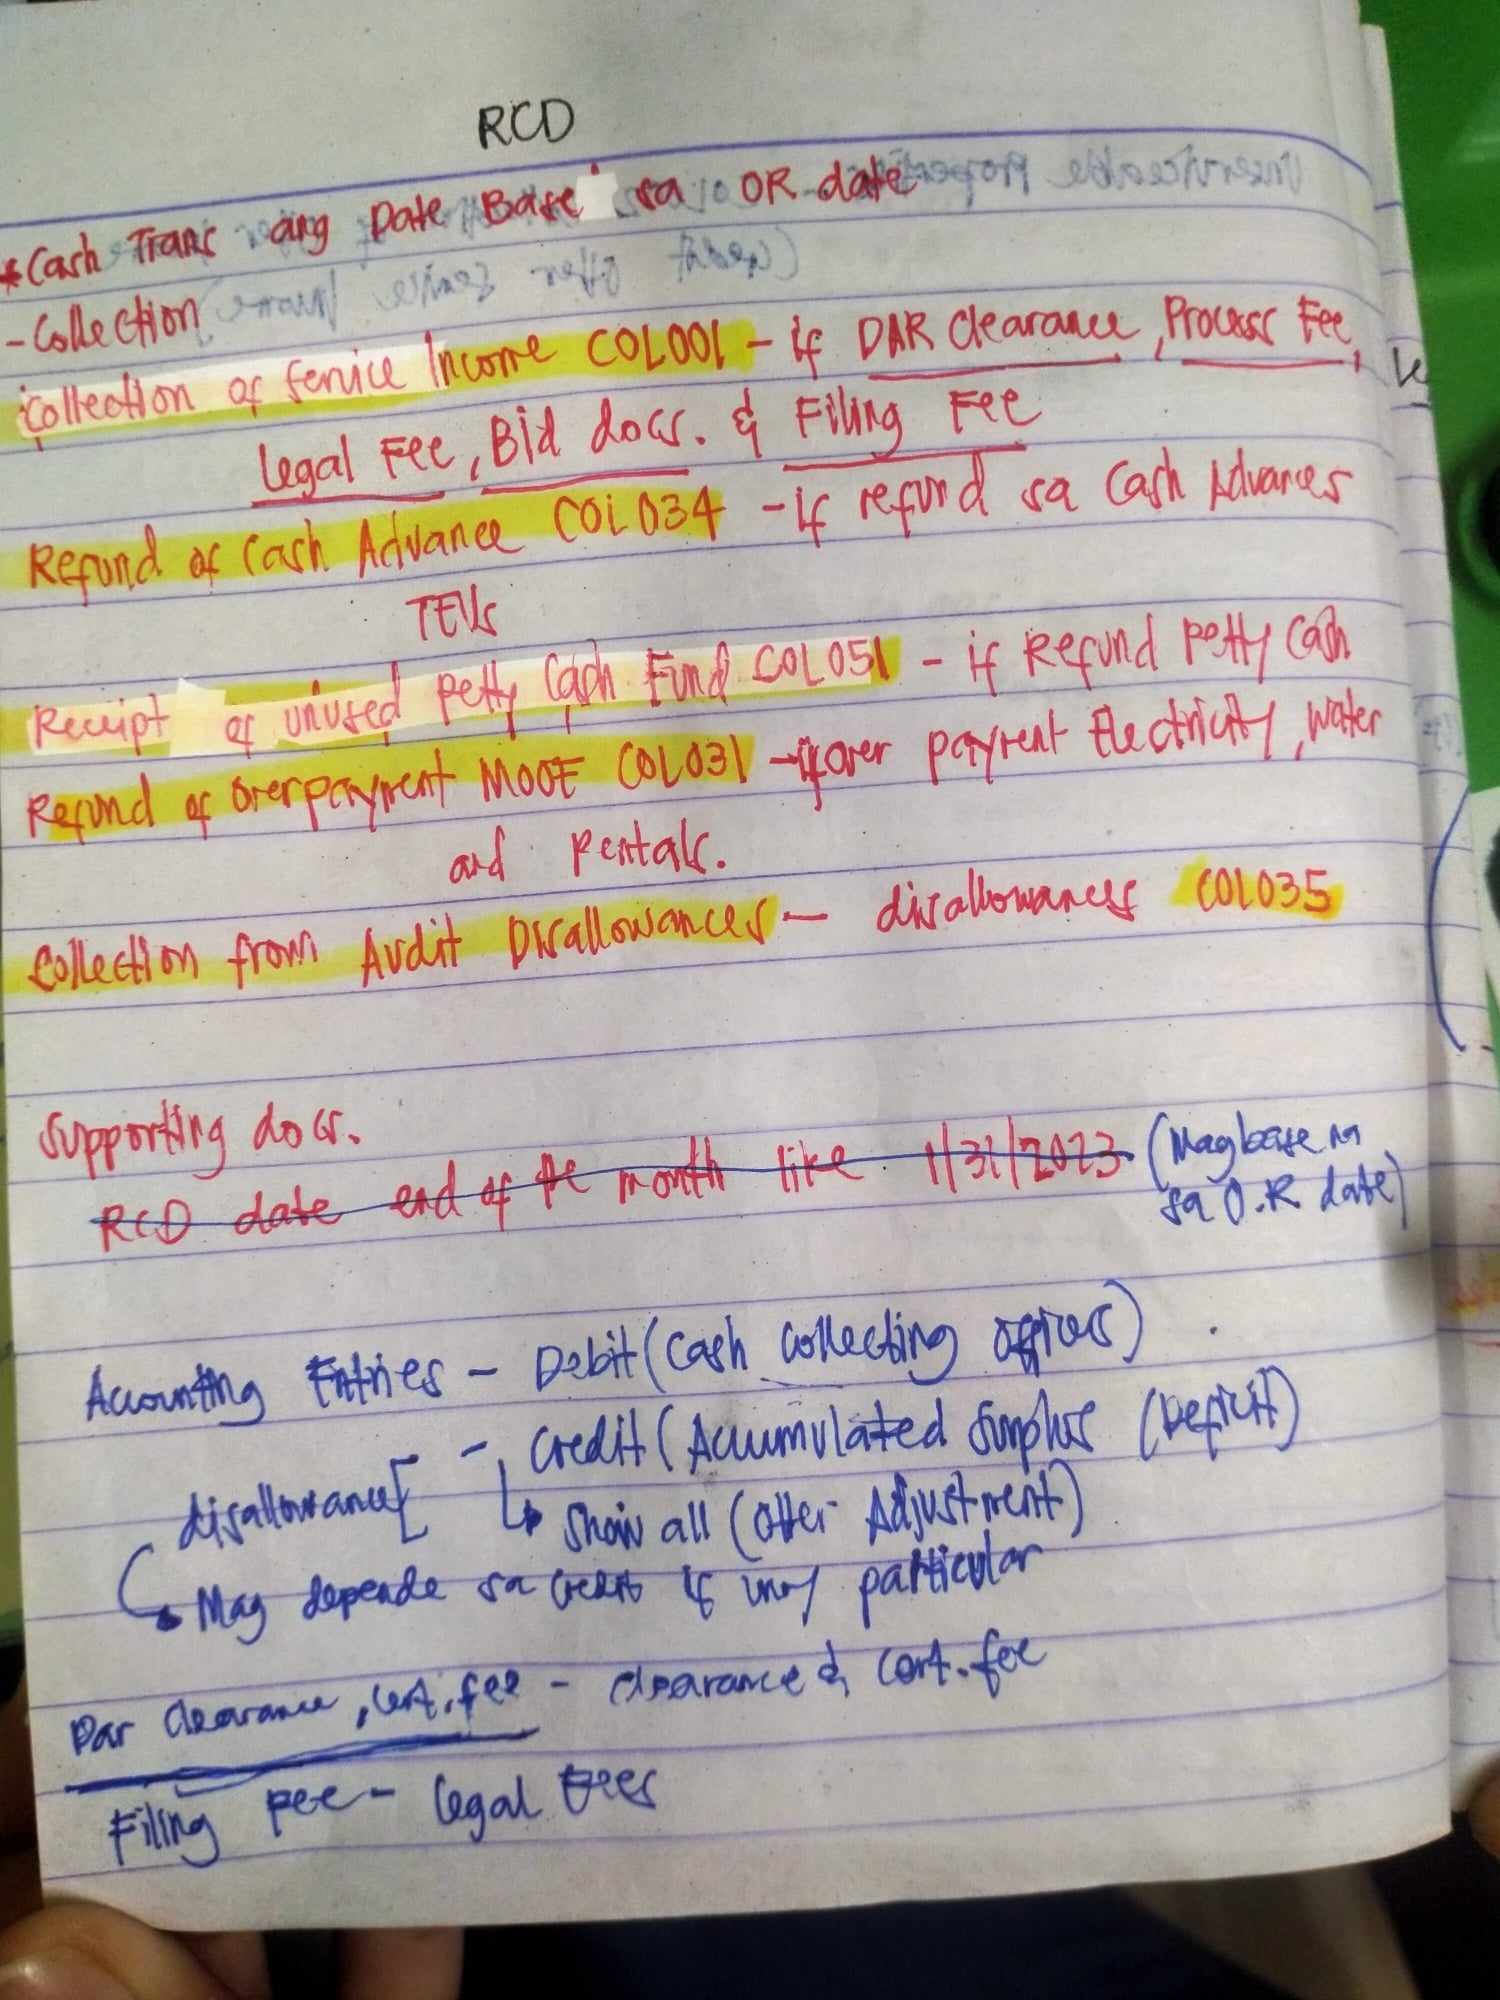 RCD
*Cash Trans ang Date Base sa OR date
- Collection
Collection of Service Income COL001 - if DAR Clearance, Process Fee,
Legal Fee, Bid docs. & Filing Fee
Refund of Cash Advance COL034 - if refund sa Cash Advances
TEVs
Receipt of unused Petty Cash Fund COL051 - if Refund Petty Cash
Refund of Overpayment MOOE COL031 - if over payment Electricity, water
and Rentals.
Collection from Audit Disallowances - disallowances COL035
Supporting docs.
RCD date end of the month like 1/31/2023. (Magbase na
sa O.R date)
Accounting Entries - Debit (Cash Collecting Officers)
- Credit (Accumulated Surplus (Deficit)
disallowance [ Show all (Other Adjustment)
Mag depende sa credit if unsay particular
Dar Clearance, Cert. fee - Clearance & Cert. fee
Filing Fee - Legal Fees